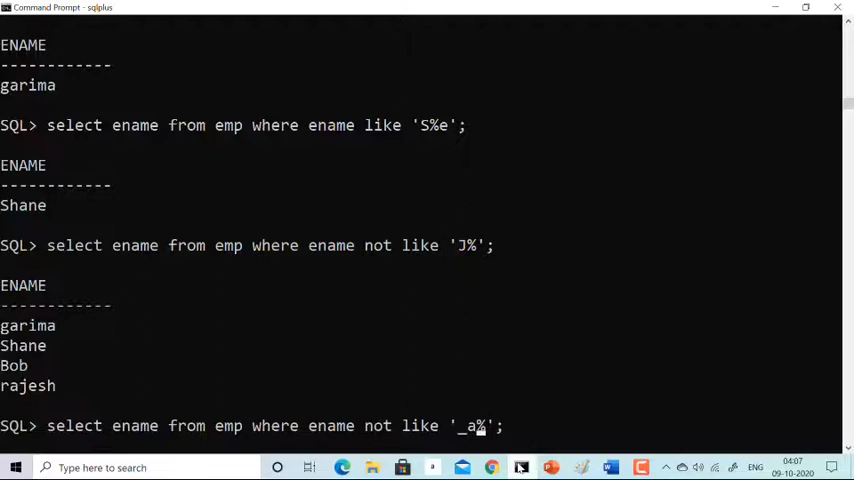 Command Prompt - sqlplus
ENAME
------------
garima
SQL> select ename from emp where ename like 'S%e';
ENAME
------------
Shane
SQL> select ename from emp where ename not like 'J%';
ENAME
------------
garima
Shane
Bob
rajesh
SQL> select ename from emp where ename not like '_a%';
Type here to search
a
ENG
04:07
09-10-2020